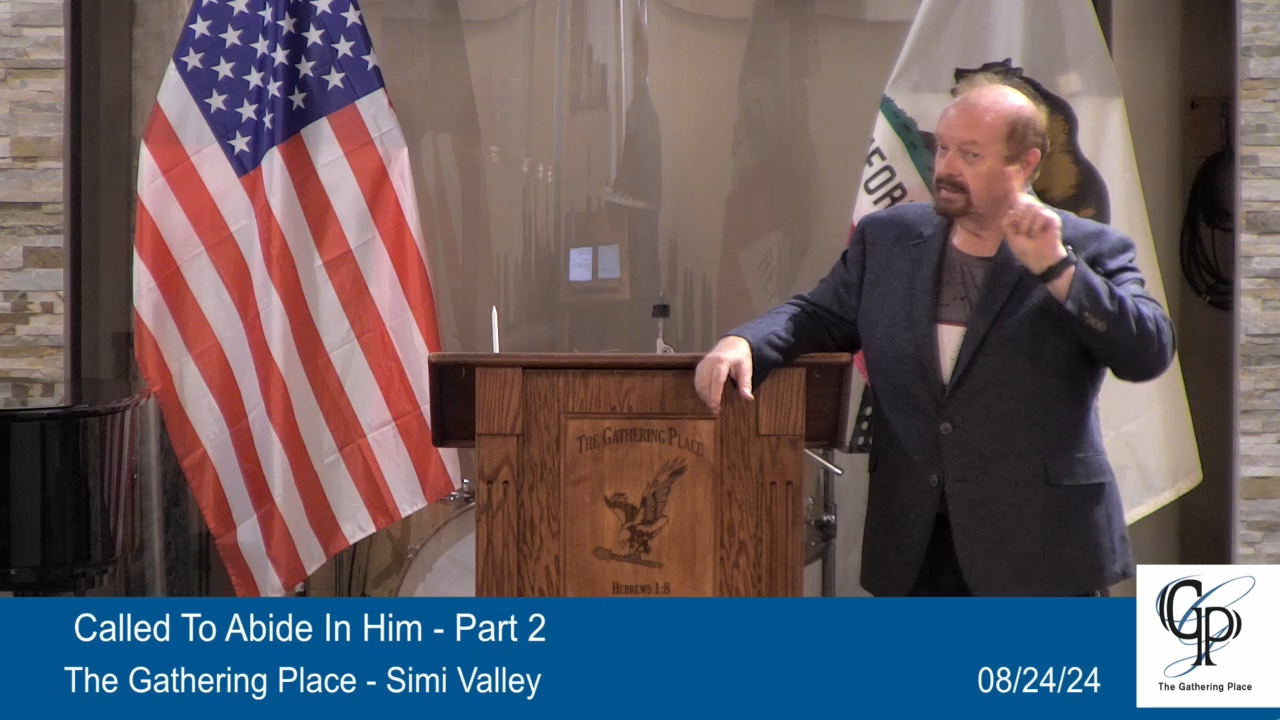 FOR
THE GATHERING PLACE
HEBREWS 1:8
Called To Abide In Him - Part 2
The Gathering Place - Simi Valley
08/24/24
GP
The Gathering Place